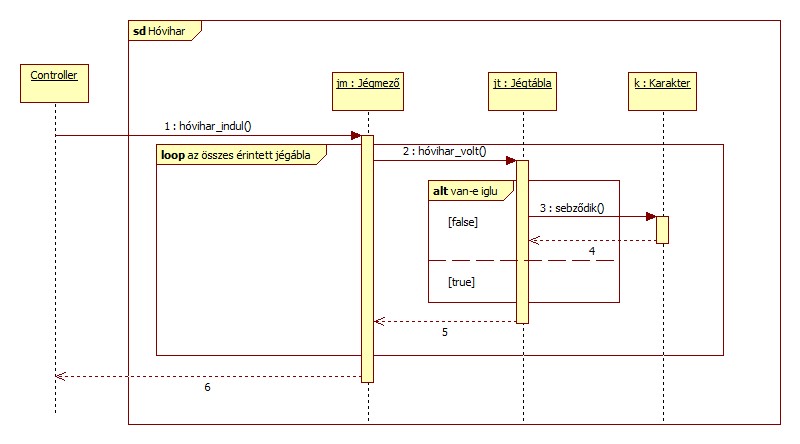 sd Hóvihar
Controller
jm : Jégmező
jt : Jégtábla
k : Karakter
1 : hóvihar_indul()
loop az összes érintett jégábla
2 : hóvihar_volt()
alt van-e iglu
3 : sebződik()
[false]
4
[true]
5
6